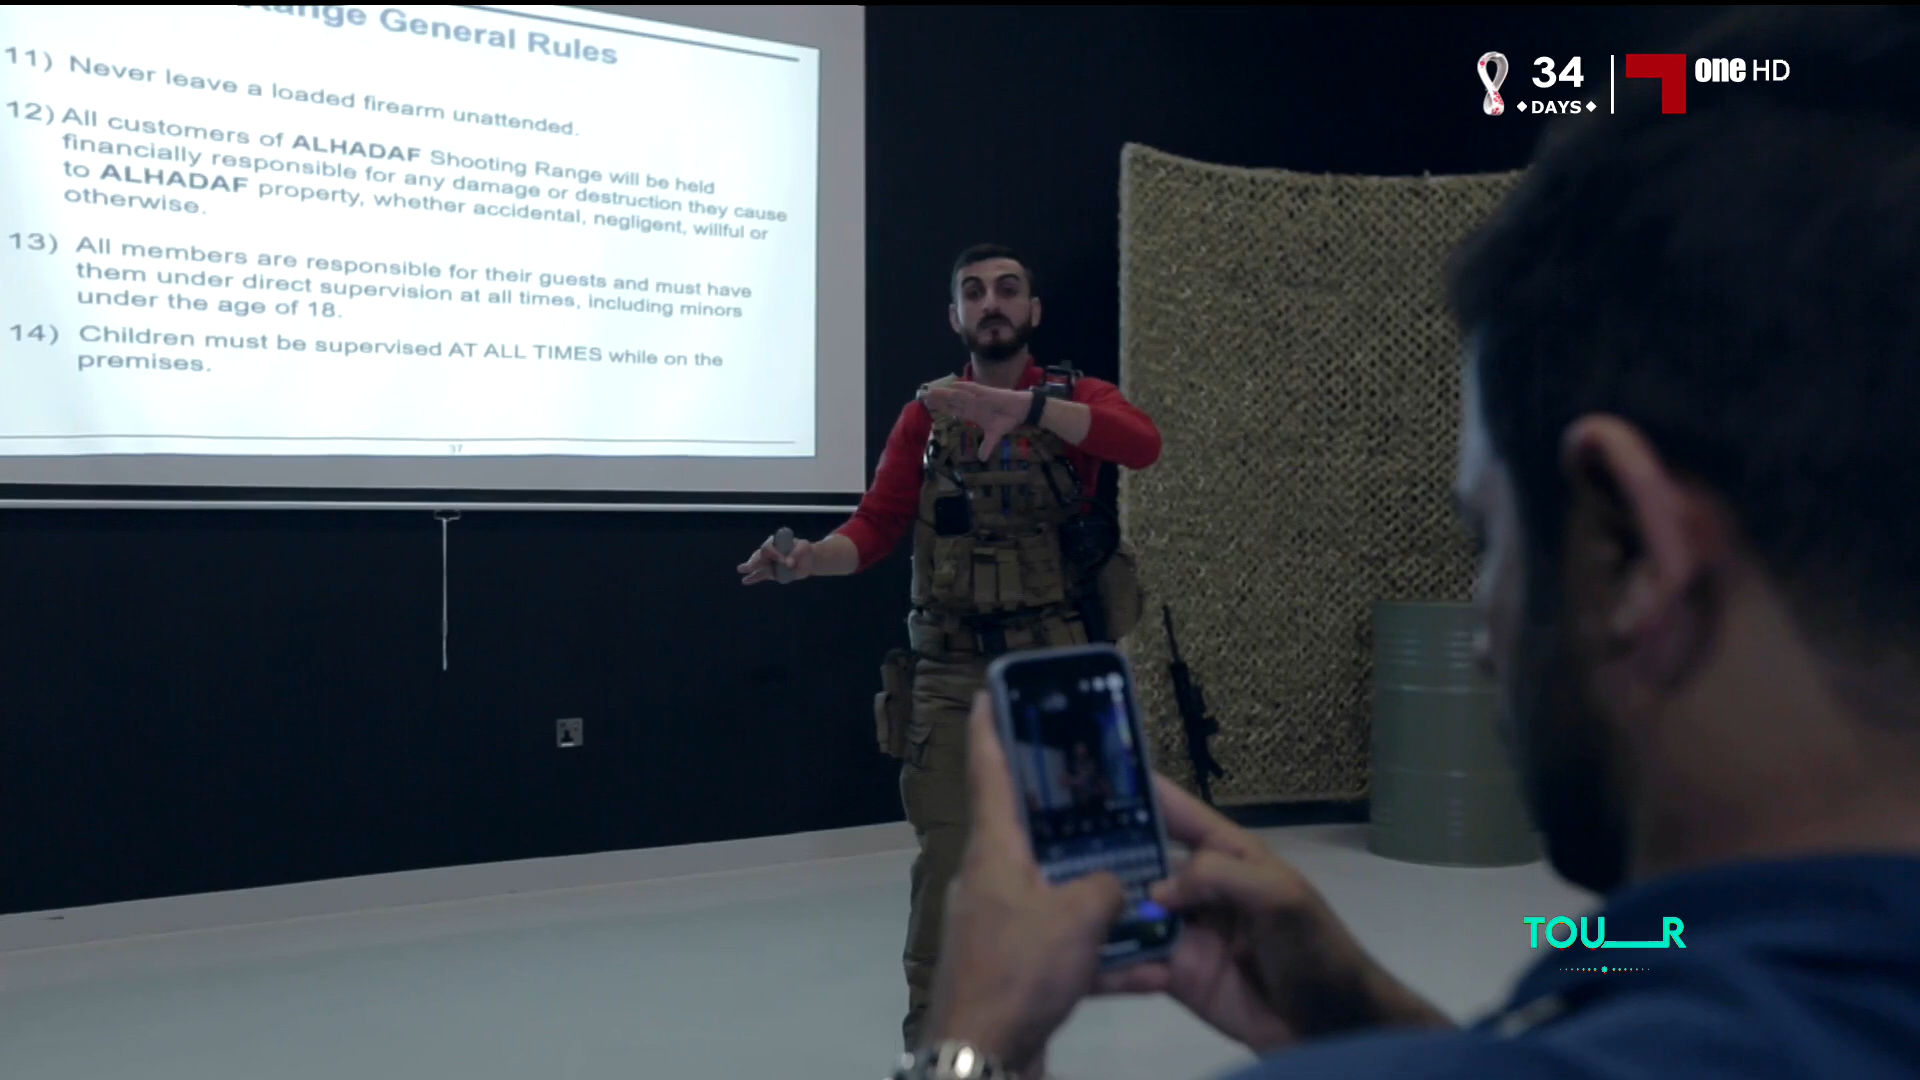 Range General Rules
11) Never leave a loaded firearm unattended.
12) All customers of ALHADAF Shooting Range will be held
financially responsible for any damage or destruction they cause
to ALHADAF property, whether accidental, negligent, willful or
otherwise.
13) All members are responsible for their guests and must have
them under direct supervision at all times, including minors
under the age of 18.
14) Children must be supervised AT ALL TIMES while on the
premises.
37
34
DAYS
one HD
TOU__R